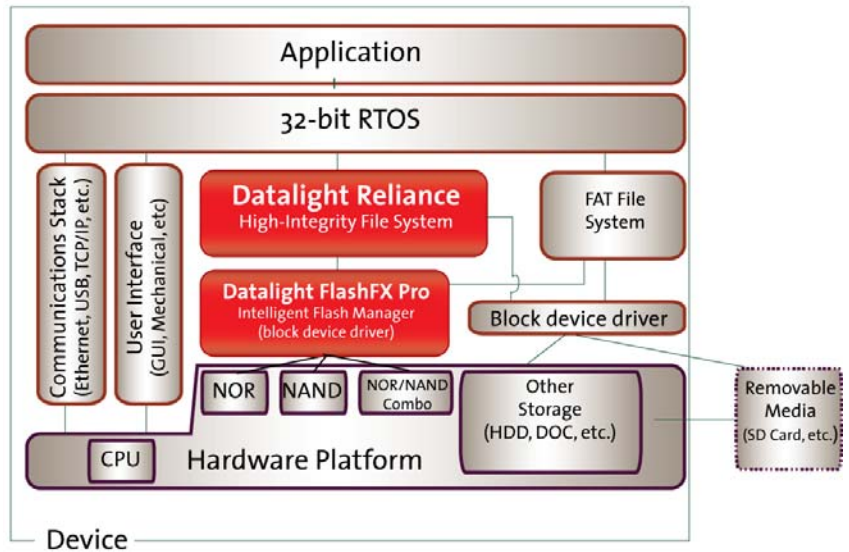 Application
32-bit RTOS
Communications Stack
(Ethernet, USB, TCP/IP, etc.)
User Interface
(GUI, Mechanical, etc)
Datalight Reliance
High-Integrity File System
FAT File
System
Datalight FlashFX Pro
Intelligent Flash Manager
(block device driver)
Block device driver
NOR
NAND
NOR/NAND
Combo
Other
Storage
(HDD, DOC, etc.)
Removable
Media
(SD Card, etc.)
CPU
Hardware Platform
Device